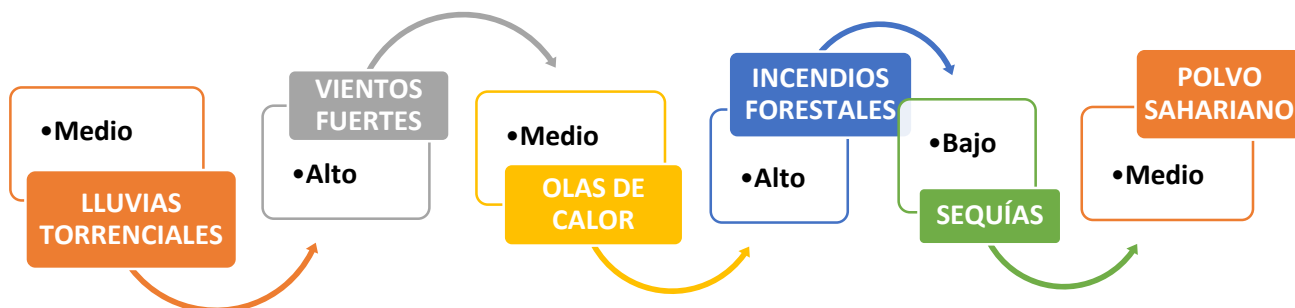 •Medio
LLUVIAS
TORRENCIALES
VIENTOS
FUERTES
•Alto
•Medio
OLAS DE
CALOR
INCENDIOS
FORESTALES
•Alto
•Bajo
SEQUÍAS
POLVO
SAHARIANO
•Medio